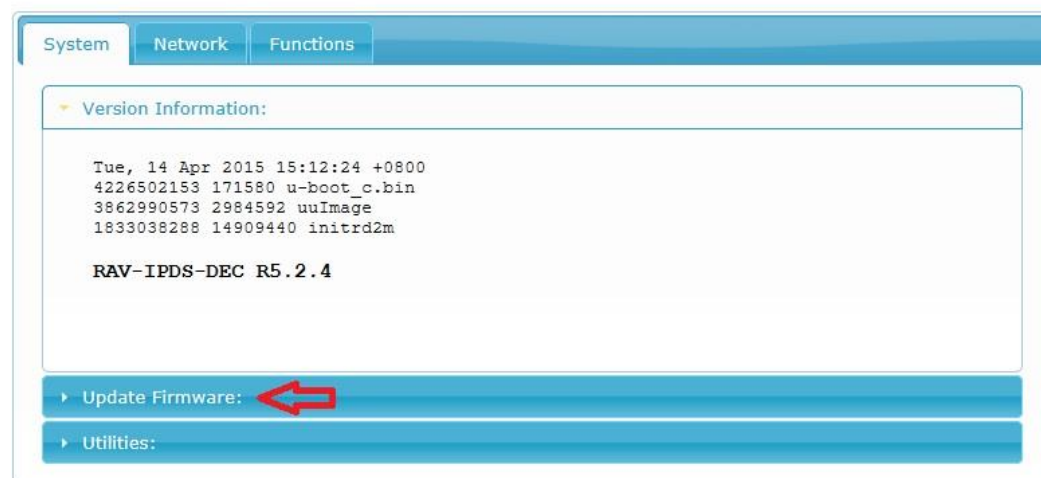 System
Network
Functions
Version Information:
Tue, 14 Apr 2015 15:12:24 +0800
4226502153 171580 u-boot_c.bin
3862990573 2984592 uuImage
1833038288 14909440 initrd2m
RAV-IPDS-DEC R5.2.4
Update Firmware:
Utilities: